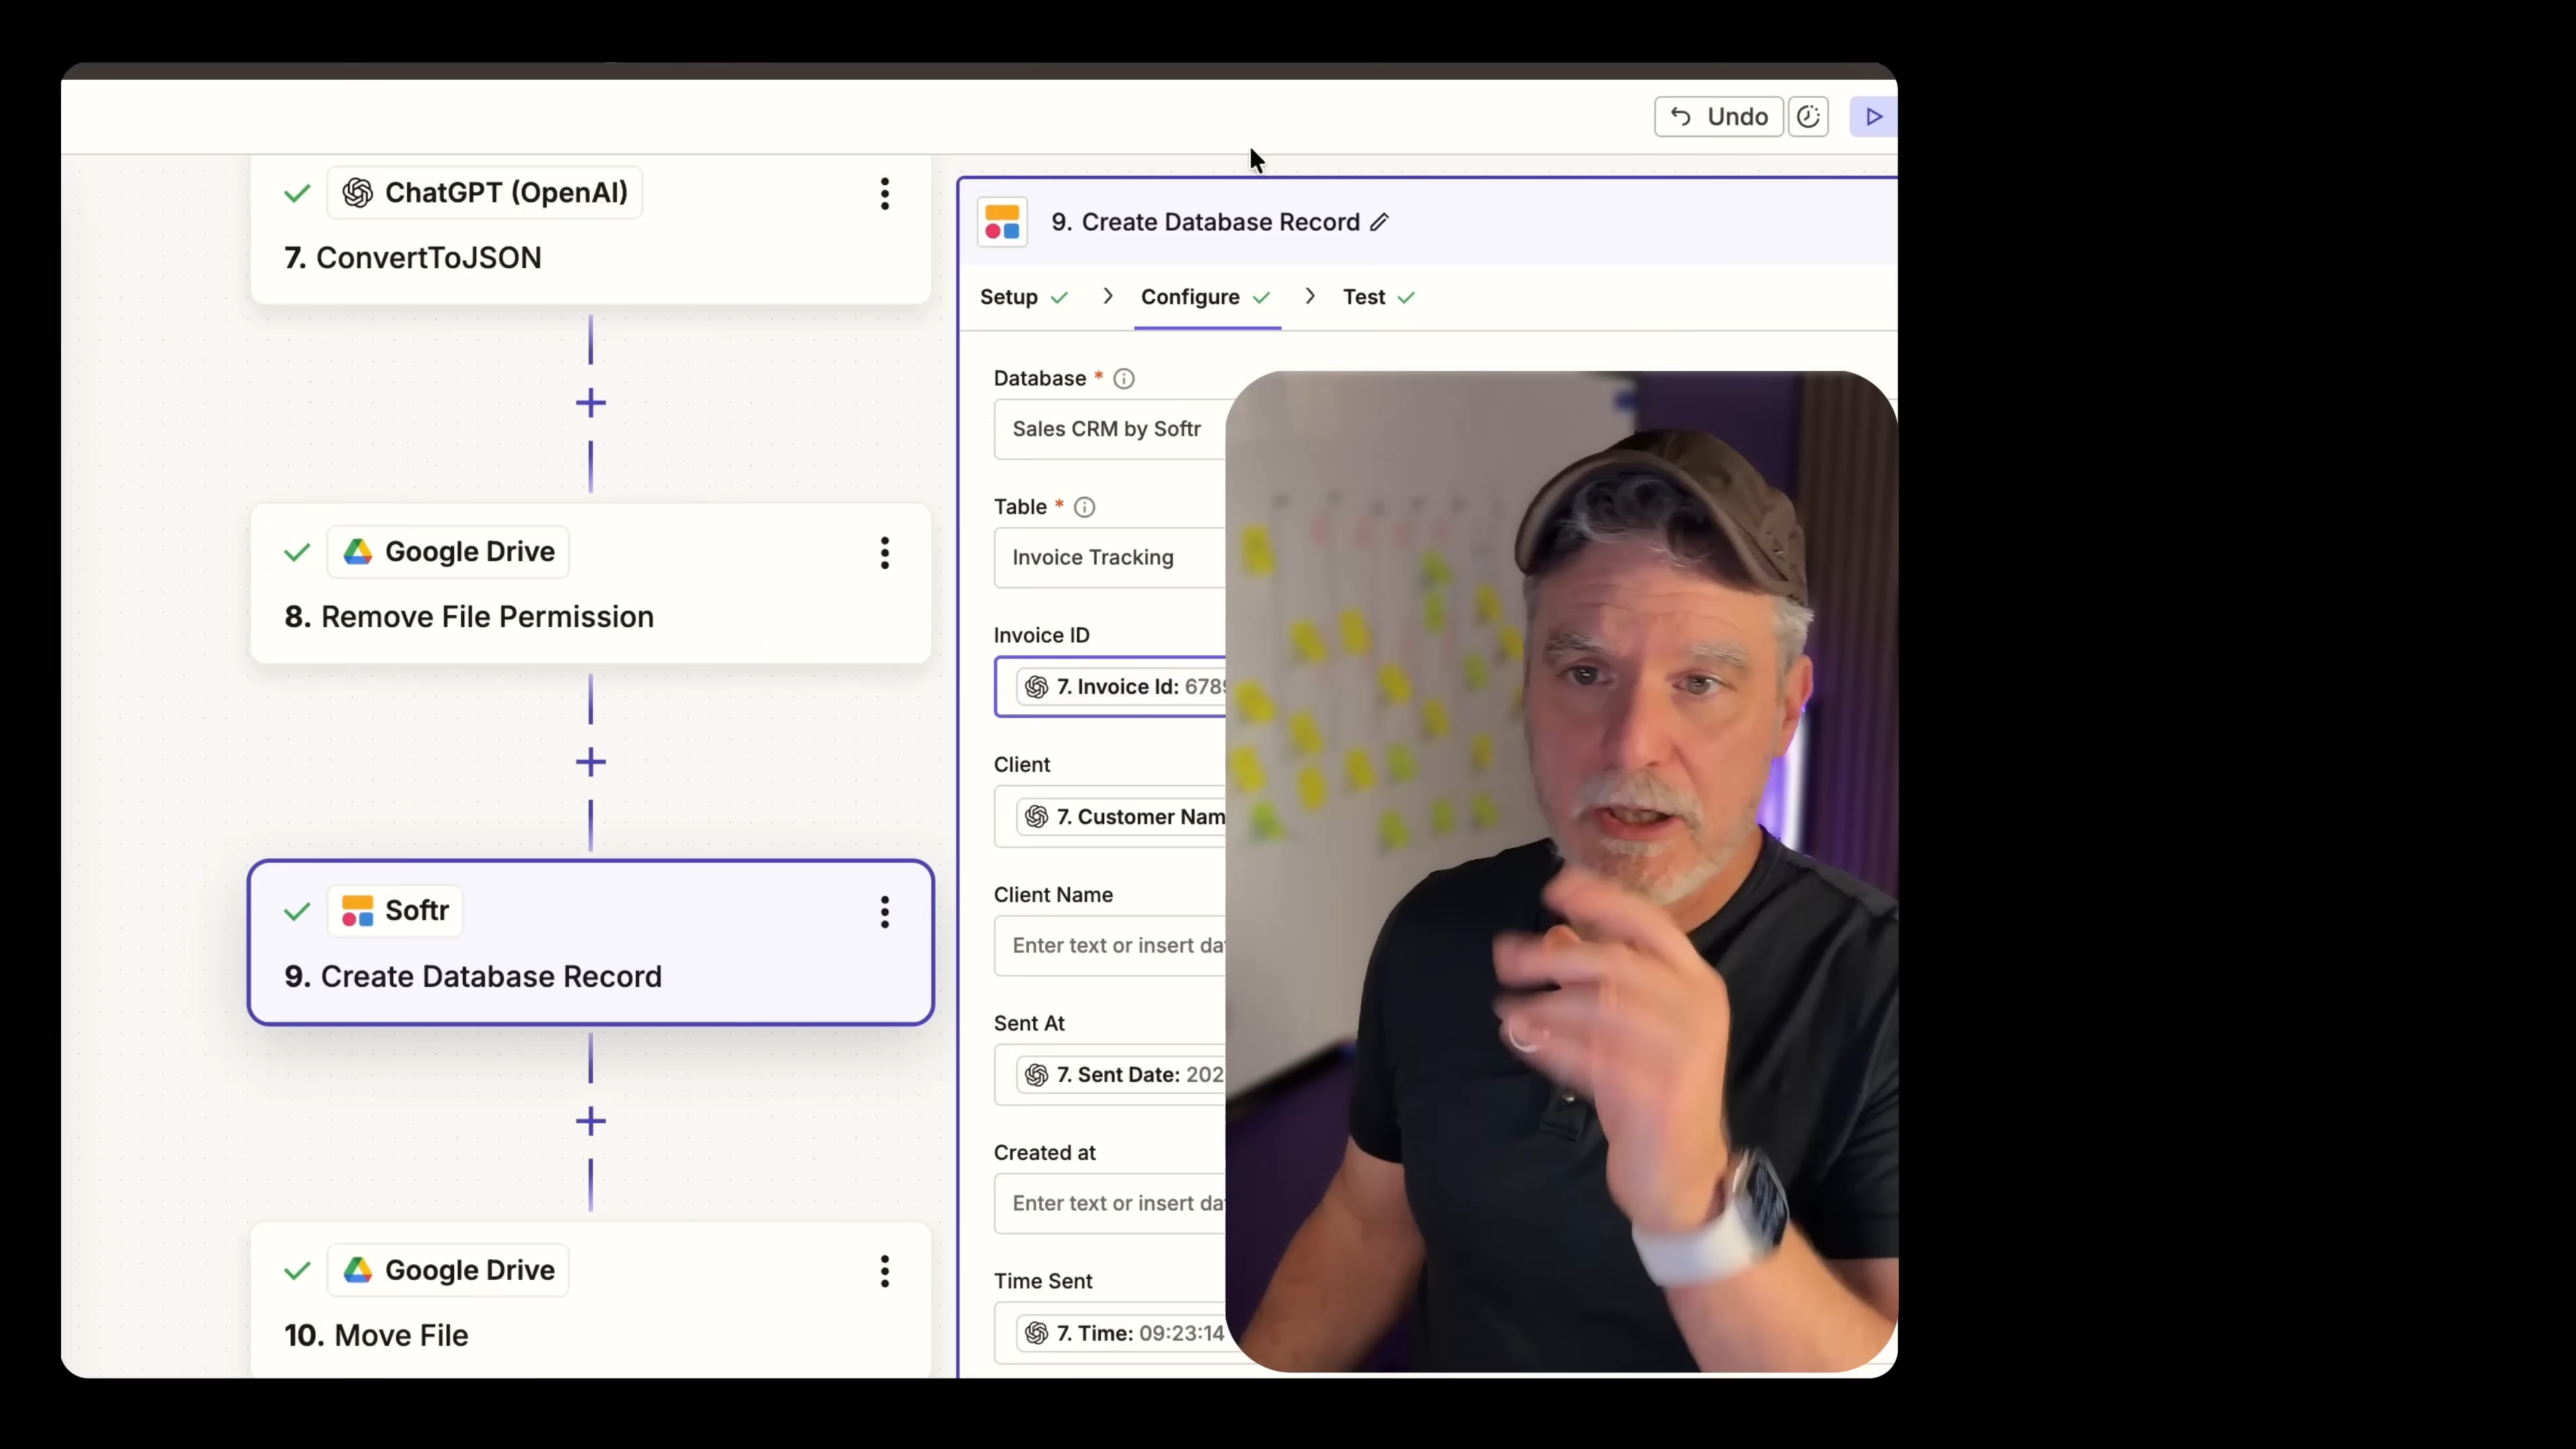 Undo
ChatGPT (OpenAI)
7. ConvertToJSON
Google Drive
8. Remove File Permission
Softr
9. Create Database Record
Google Drive
10. Move File
9. Create Database Record
Setup
Configure
Test
Database *
Sales CRM by Softr
Table *
Invoice Tracking
Invoice ID
7. Invoice Id: 678
Client
7. Customer Nam
Client Name
Enter text or insert da
Sent At
7. Sent Date: 202
Created at
Enter text or insert da
Time Sent
7. Time: 09:23:14